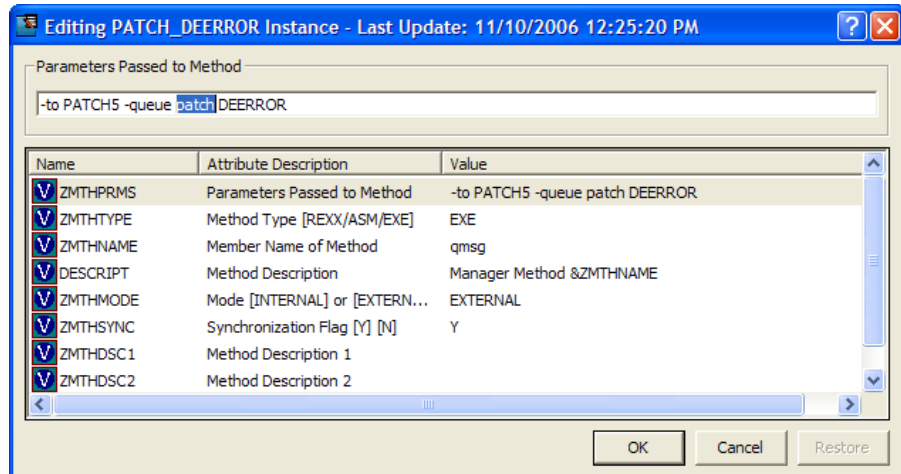 Editing PATCH_DEERROR Instance - Last Update: 11/10/2006 12:25:20 PM
Parameters Passed to Method
-to PATCH5 -queue patch DEERROR
Name Attribute Description Value
V ZMTHPRMS Parameters Passed to Method -to PATCH5 -queue patch DEERROR
V ZMTHTYPE Method Type [REXX/ASM/EXE] EXE
V ZMTHNAME Member Name of Method qmsg
V DESCRIPT Method Description Manager Method &ZMTHNAME
V ZMTHMODE Mode [INTERNAL] or [EXTERN... EXTERNAL
V ZMTHSYNC Synchronization Flag [Y] [N] Y
V ZMTHDSC1 Method Description 1
V ZMTHDSC2 Method Description 2
OK Cancel Restore